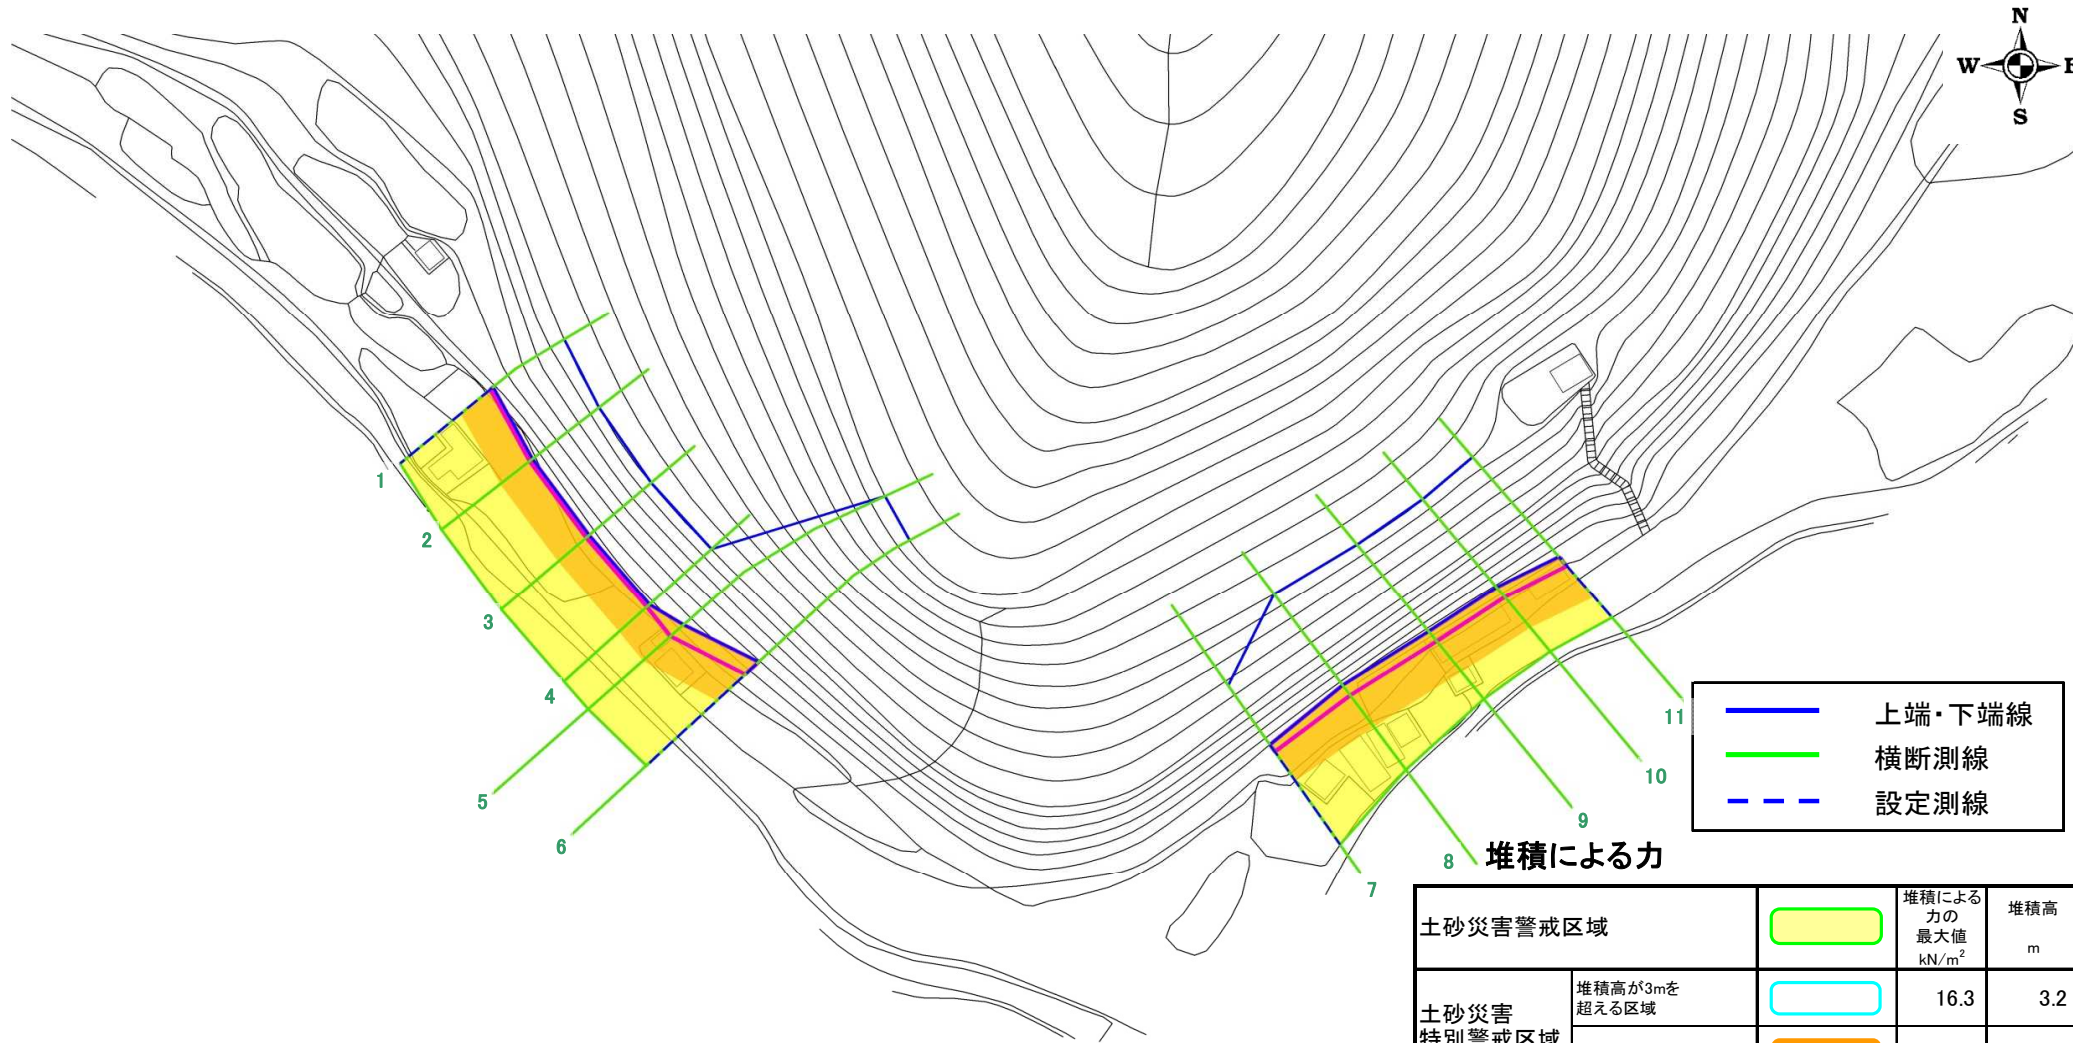 N
W E
S
1
2
3
4
5
6
7
8
9
10
11
上端・下端線
横断測線
設定測線
堆積による力
土砂災害警戒区域
堆積による
力の
最大値
kN/m²
堆積高
m
土砂災害
特別警戒区域
堆積高が3mを
超える区域
16.3
3.2